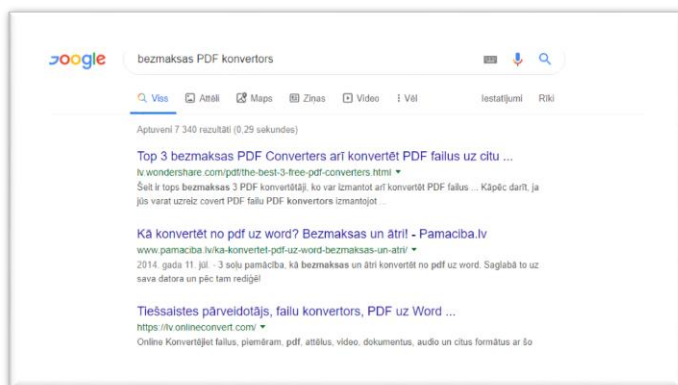 Google
bezmaksas PDF konvertors
Viss Attēli Maps Ziņas Video Vēl Iestatījumi Rīki
Aptuveni 7 340 rezultāti (0,29 sekundes)
Top 3 bezmaksas PDF Converters arī konvertēt PDF failus uz citu ...
lv.wondershare.com/pdf/the-best-3-free-pdf-converters.html
Šeit ir tops bezmaksas 3 PDF konvertētāji, ko var izmantot arī konvertēt PDF failus ... Kāpēc darīt, ja
jūs varat uzreiz covert PDF failu PDF konvertors izmantojot ...
Kā konvertēt no pdf uz word? Bezmaksas un ātri! - Pamaciba.lv
www.pamaciba.lv/ka-konvertet-pdf-uz-word-bezmaksas-un-atri/
2014. gada 11. jūl. - 3 soļu pamācība, kā bezmaksas un ātri konvertēt no pdf uz word. Saglabā to uz
sava datora un pēc tam rediģē!
Tiešsaistes pārveidotājs, failu konvertors, PDF uz Word ...
https://lv.onlineconvert.com/
Online Konvertējiet failus, piemēram, pdf, attēlus, video, dokumentus, audio un citus formātus ar šo